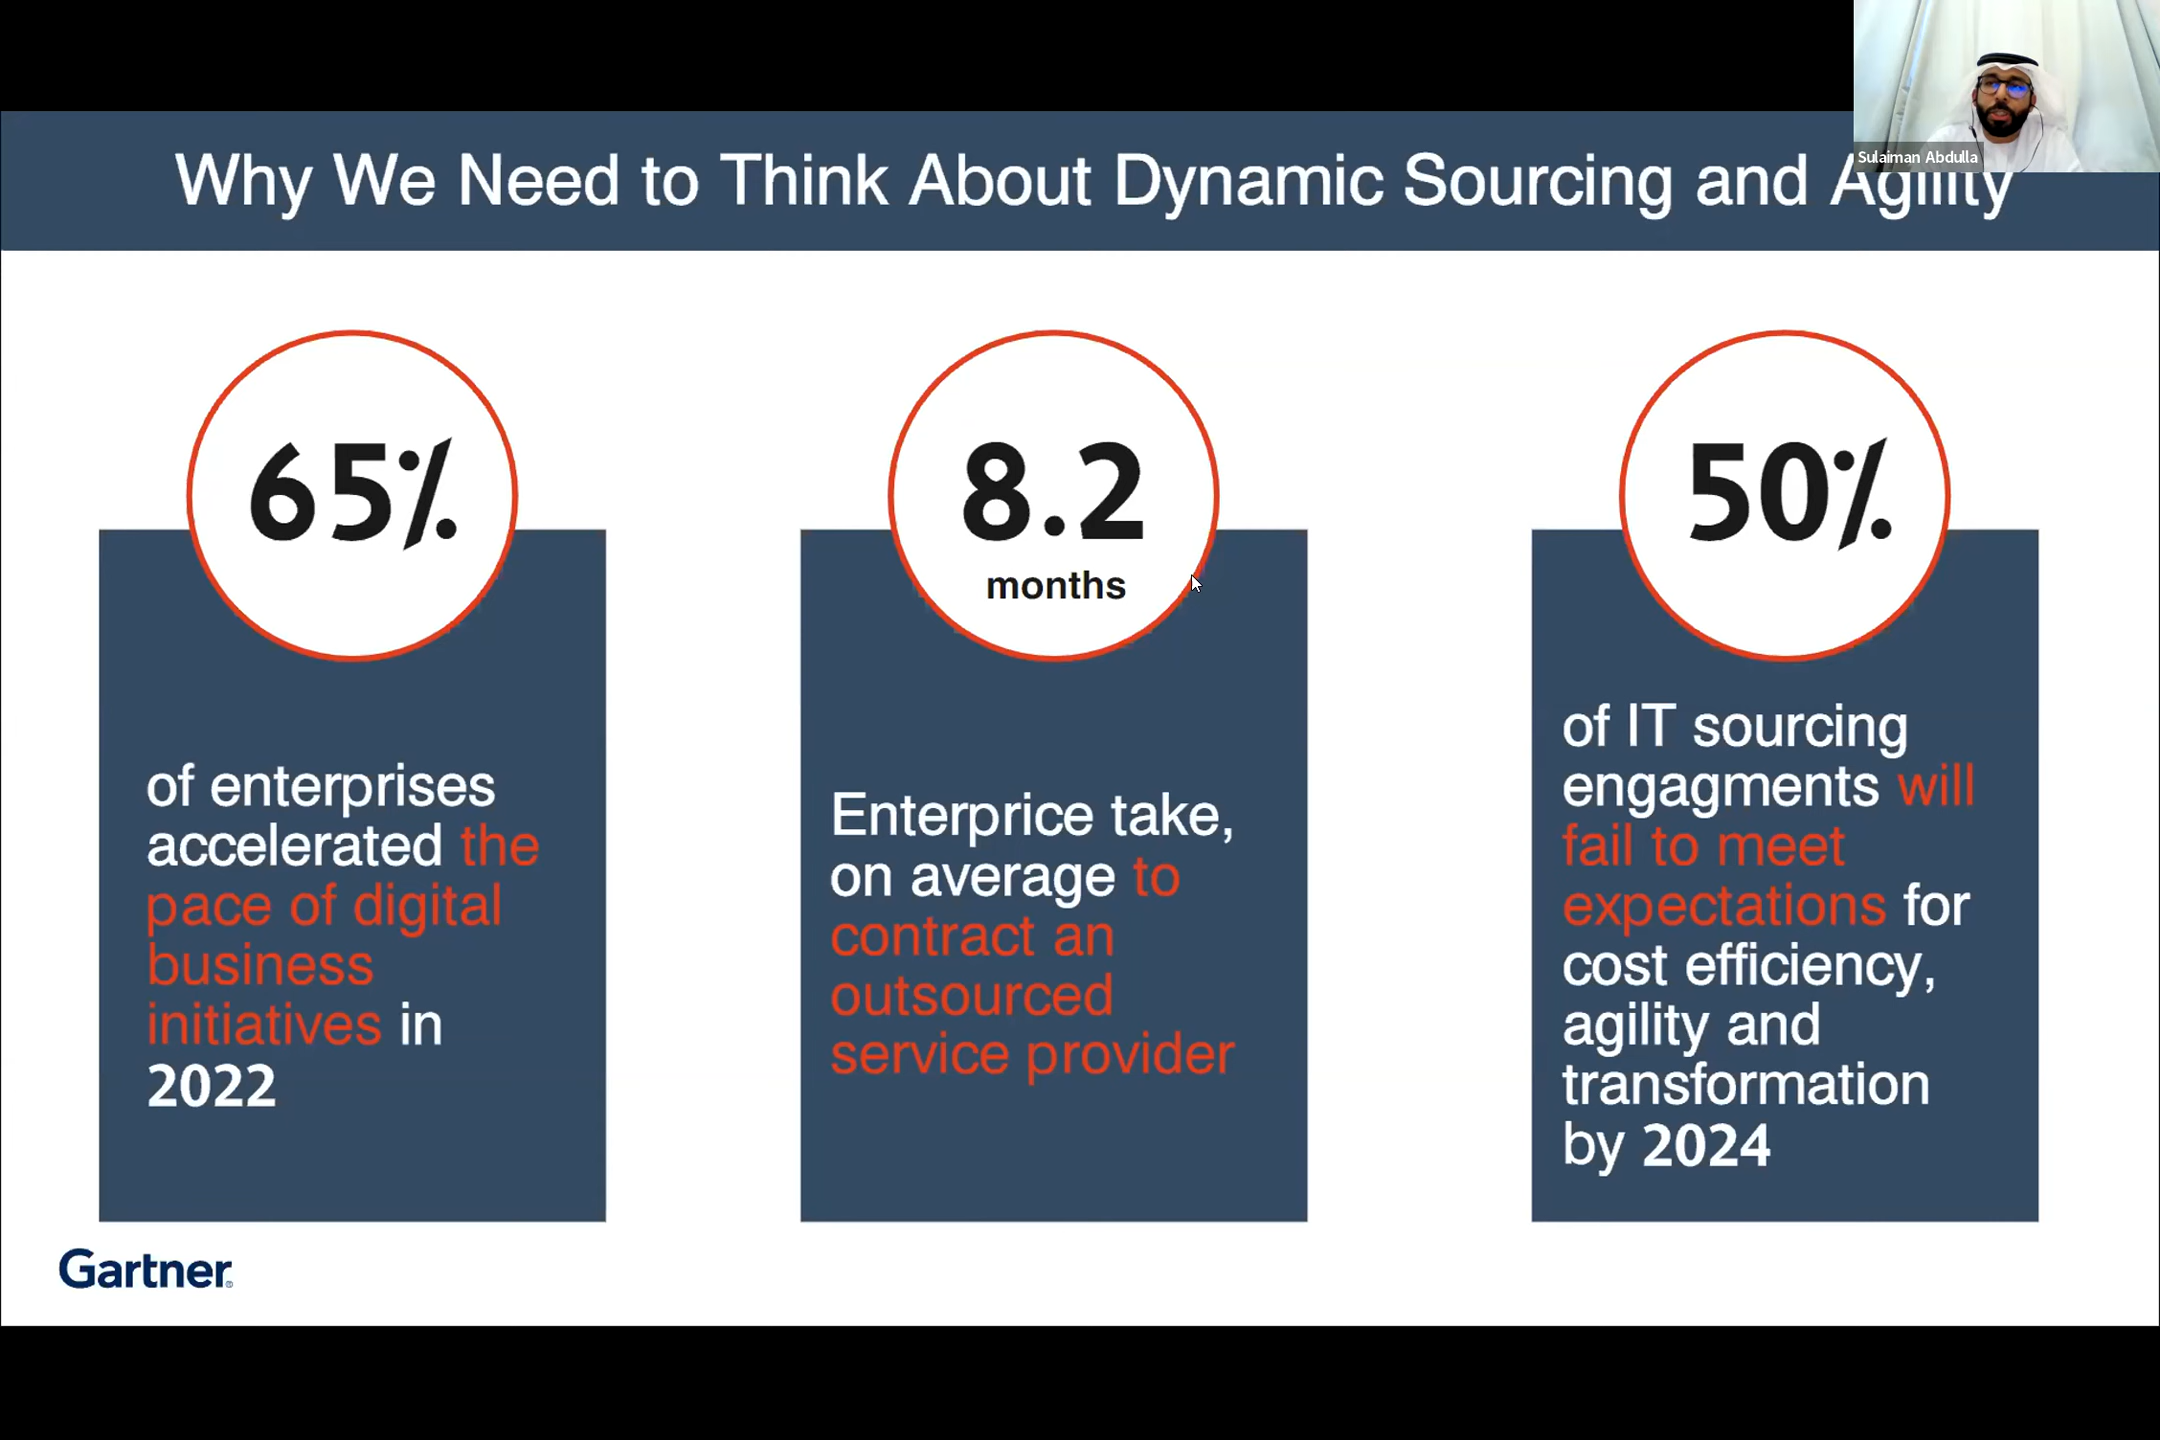 Sulaiman Abdulla
Why We Need to Think About Dynamic Sourcing and Agility
65%
of enterprises
accelerated the
pace of digital
business
initiatives in
2022
8.2
months
Enterprice take,
on average to
contract an
outsourced
service provider
50%
of IT sourcing
engagments will
fail to meet
expectations for
cost efficiency,
agility and
transformation
by 2024
Gartner®